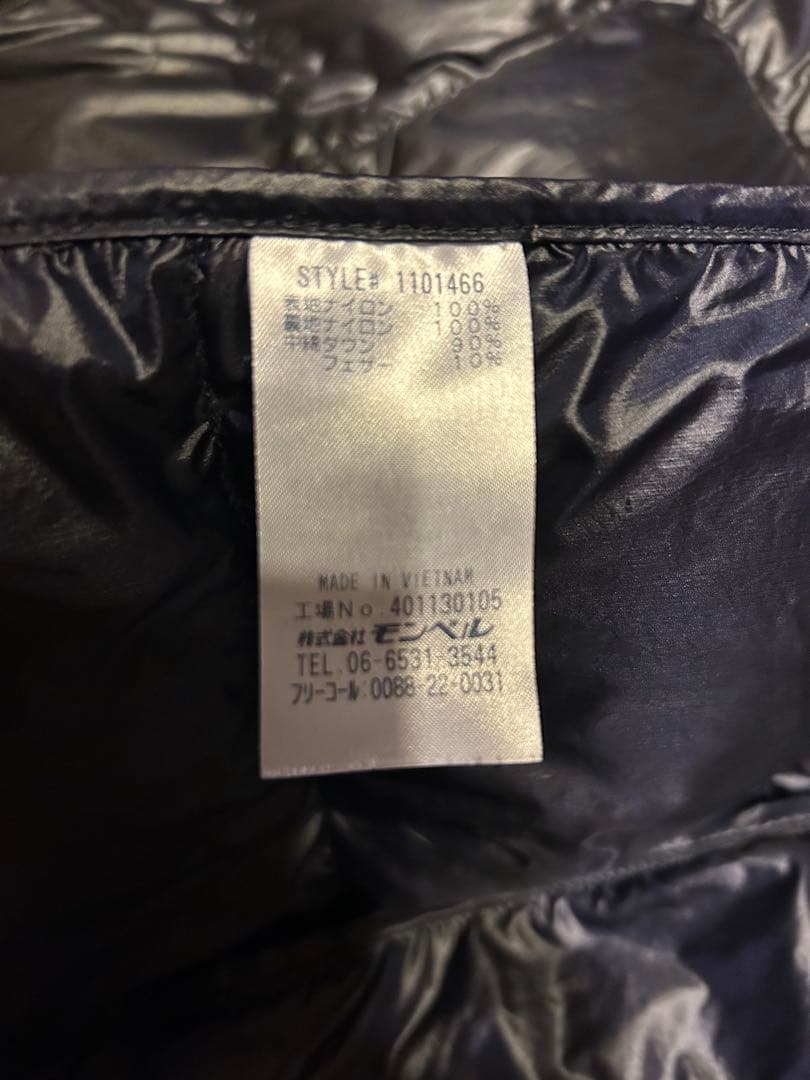 STYLE# 1101466
表地ナイロン 100%
裏地ナイロン 100%
中綿ダウン 90%
フェザー 10%
MADE IN VIETNAM
工場No.401130105
株式会社 モンベル
TEL.06-6531-3544
フリーコール:0088-22-0031